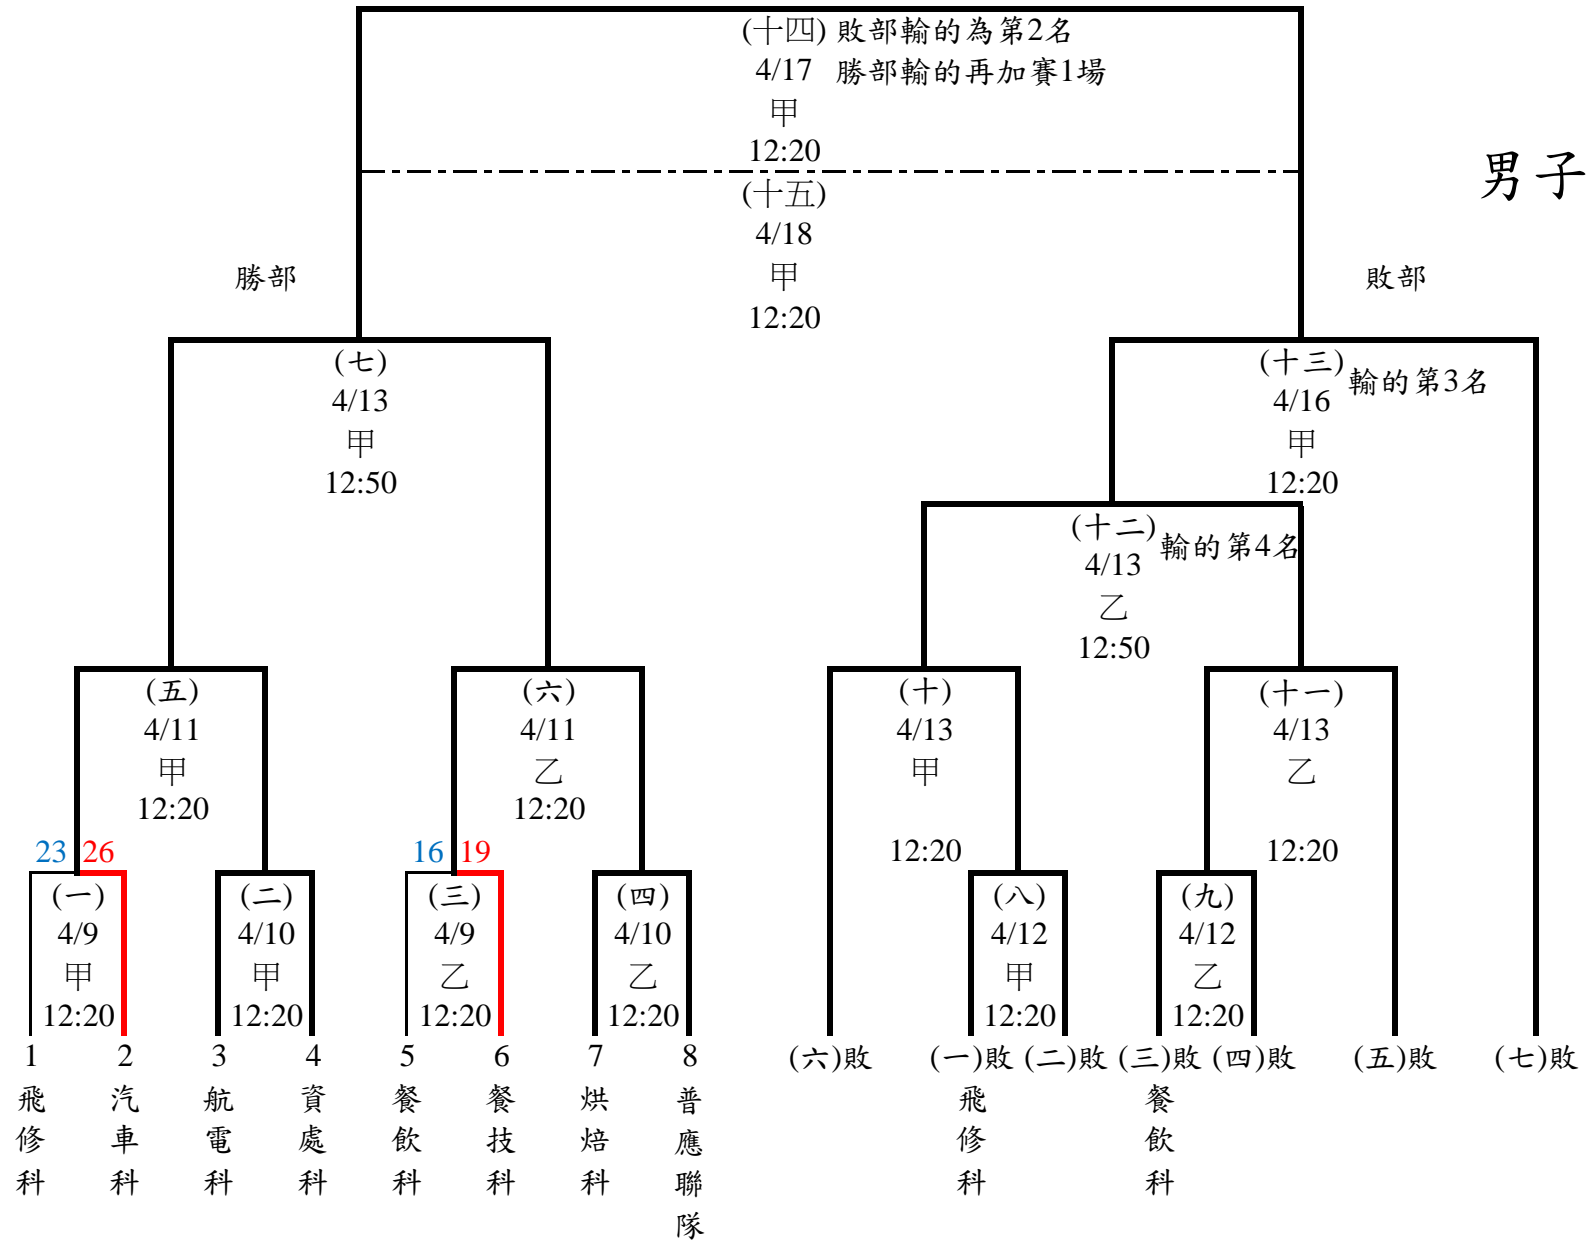 (十四) 敗部輸的為第2名
4/17 勝部輸的再加賽1場
甲
12:20
男子
(十五)
4/18
甲
12:20
勝部
敗部
(七)
4/13
甲
12:50
(十三) 輸的第3名
4/16
甲
12:20
(十二) 輸的第4名
4/13
乙
12:50
(五)
4/11
甲
12:20
(六)
4/11
乙
12:20
(十)
4/13
甲
12:20
(十一)
4/13
乙
12:20
23 26
(一)
4/9
甲
12:20
(二)
4/10
甲
12:20
16 19
(三)
4/9
乙
12:20
(四)
4/10
乙
12:20
(八)
4/12
甲
12:20
(九)
4/12
乙
12:20
1 2 3 4 5 6 7 8 (六)敗 (一)敗 (二)敗 (三)敗 (四)敗 (五)敗 (七)敗
飛修科
汽車科
航電科
資處科
餐飲科
餐技科
烘焙科
普應聯隊
飛修科
餐飲科